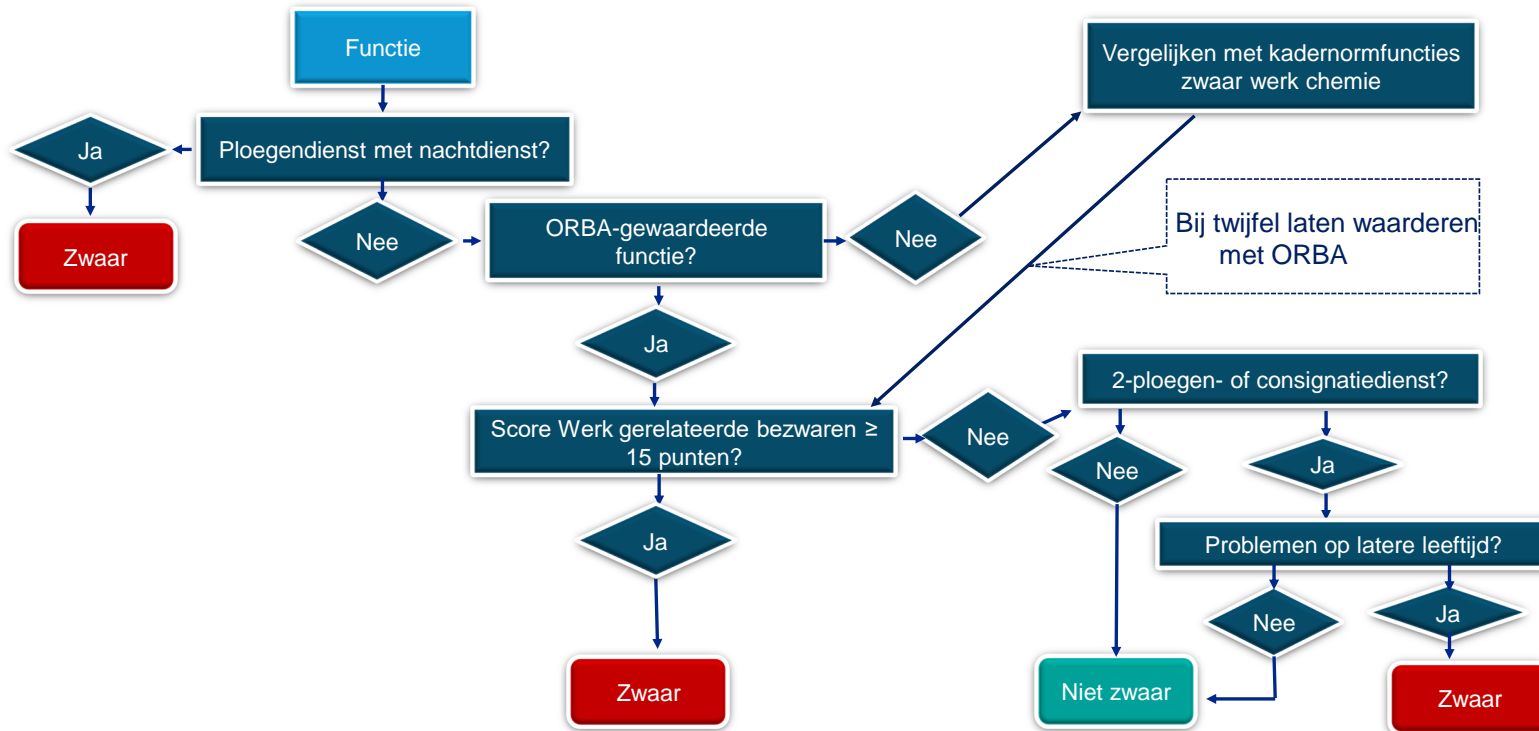 Functie
Vergelijken met kadernormfuncties
zwaar werk chemie
Ja
Ploegendienst met nachtdienst?
Zwaar
Nee
ORBA-gewaardeerde
functie?
Nee
Bij twijfel laten waarderen
met ORBA
Ja
2-ploegen- of consignatiedienst?
Score Werk gerelateerde bezwaren ≥
15 punten?
Nee
Nee
Ja
Ja
Problemen op latere leeftijd?
Nee
Ja
Zwaar
Niet zwaar
Zwaar